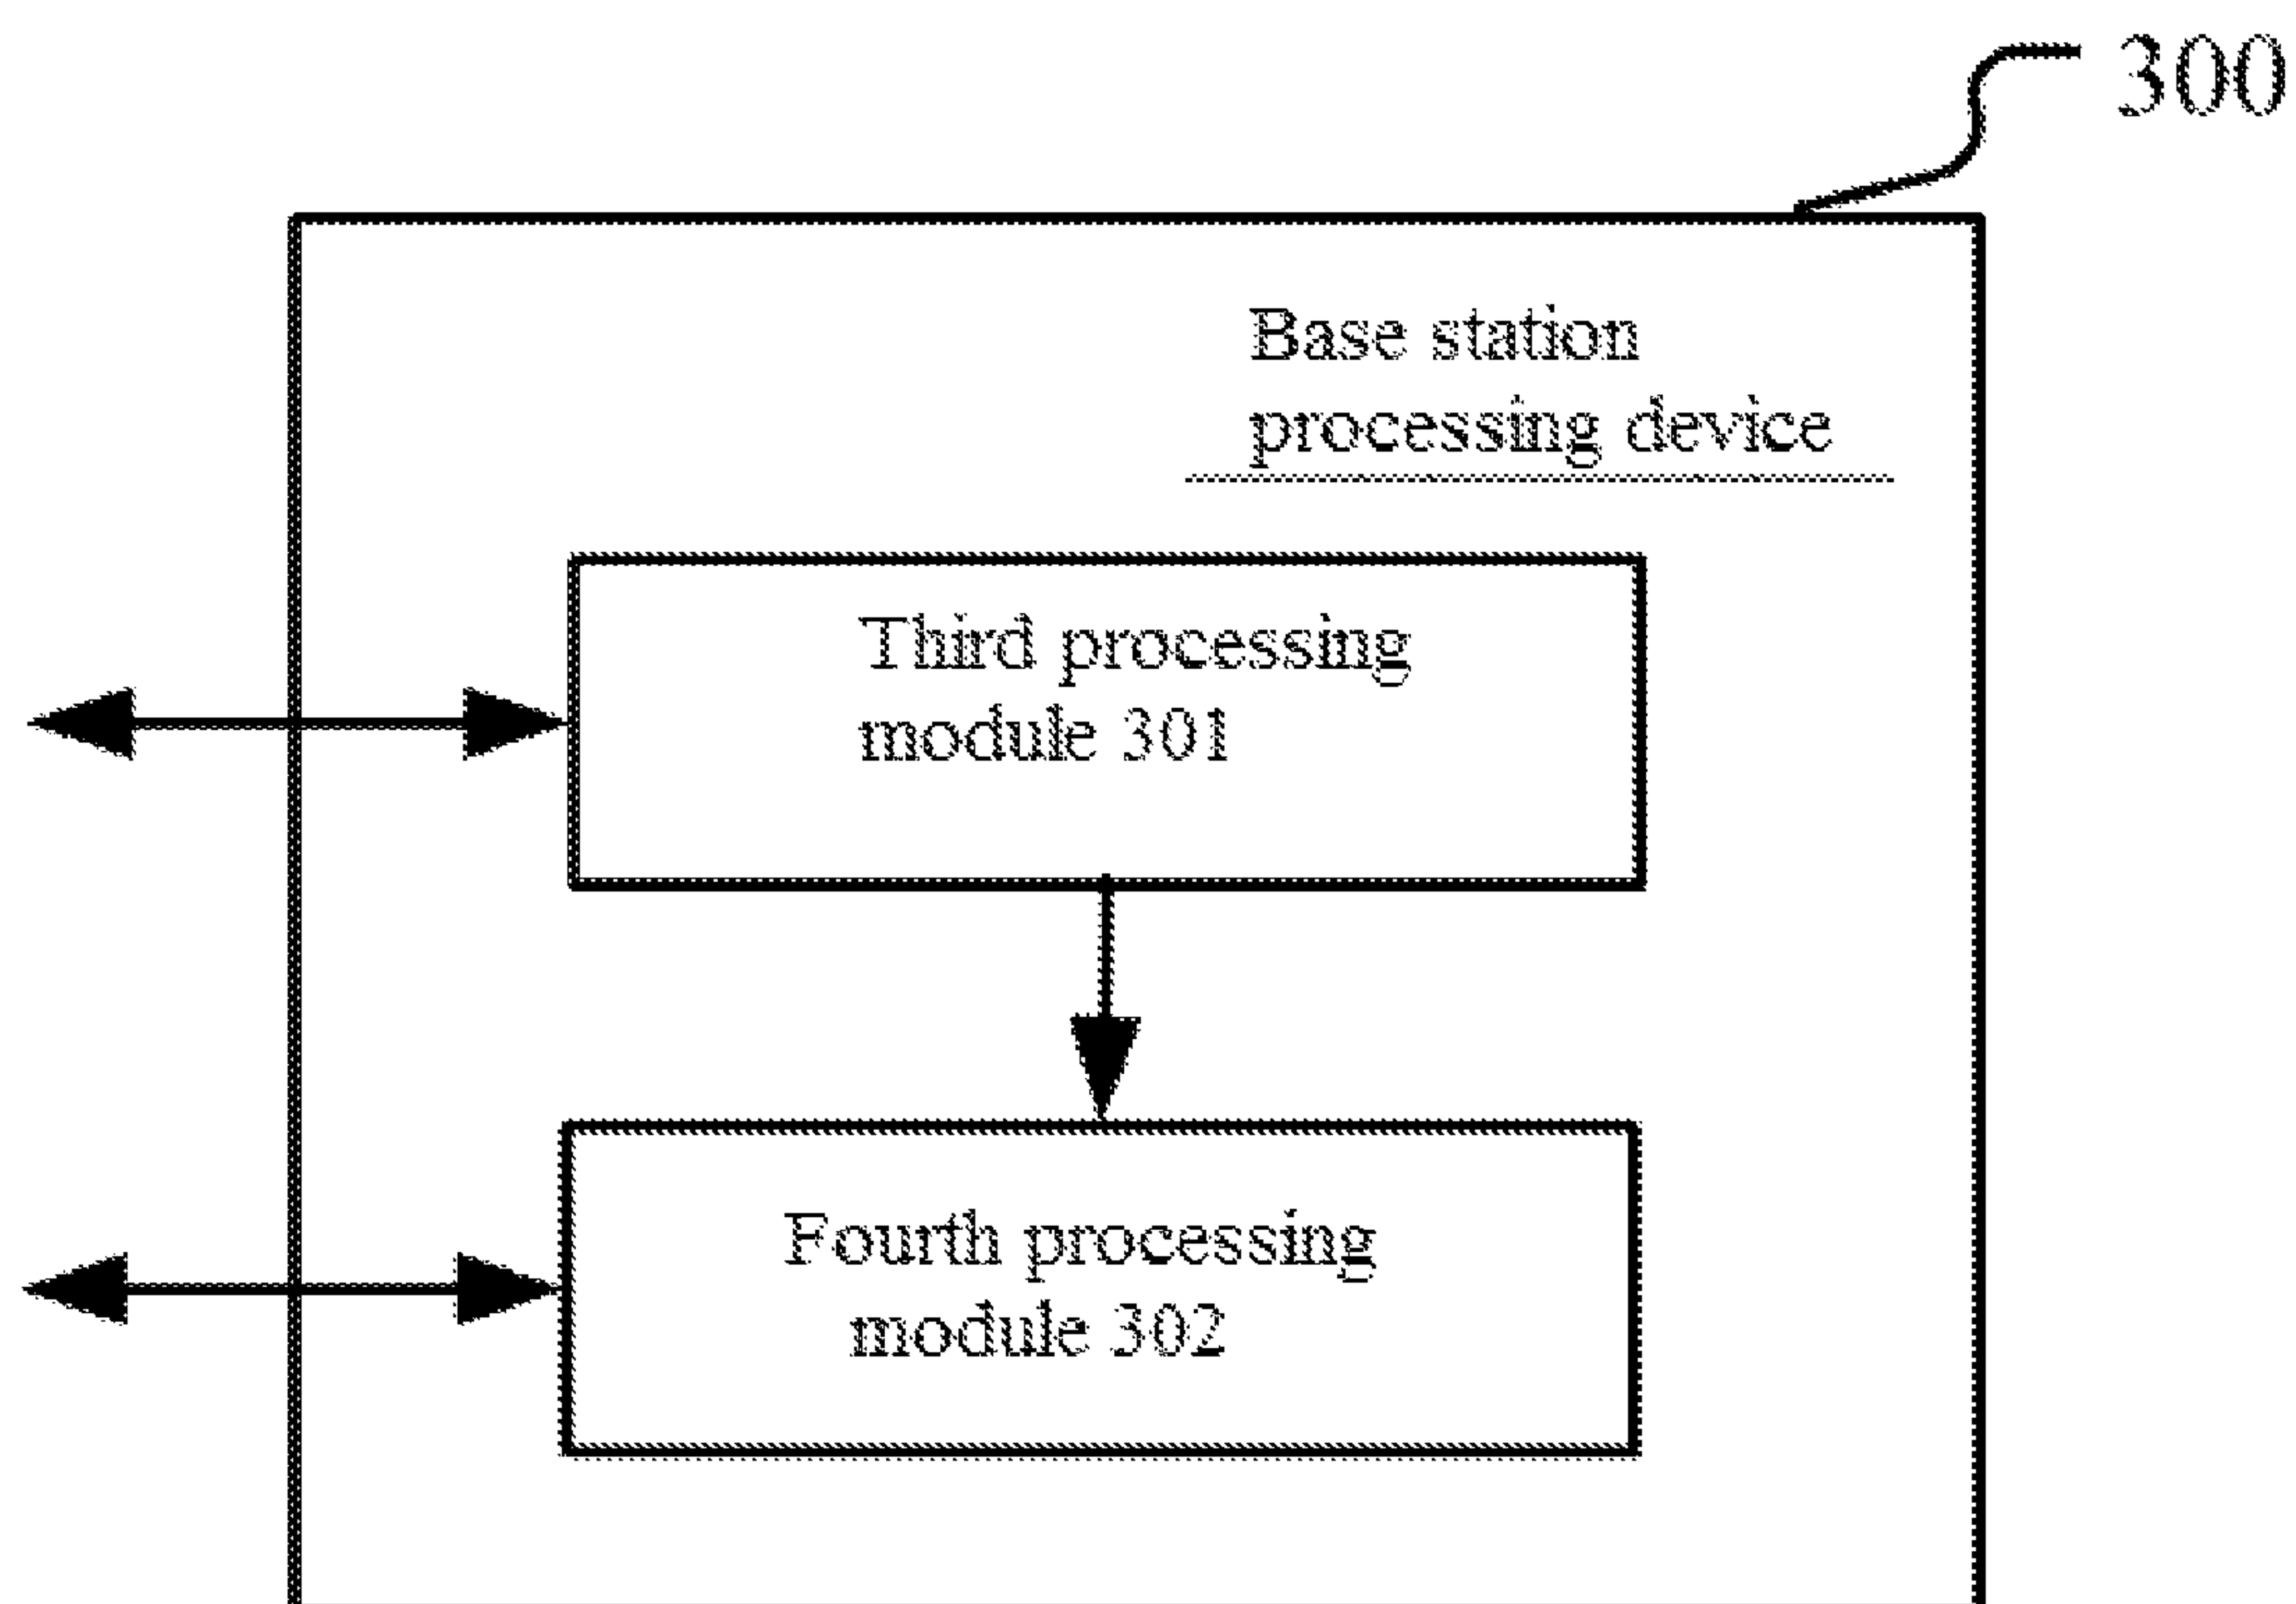 300
Base station
processing device
Third processing
module 301
Fourth processing
module 302